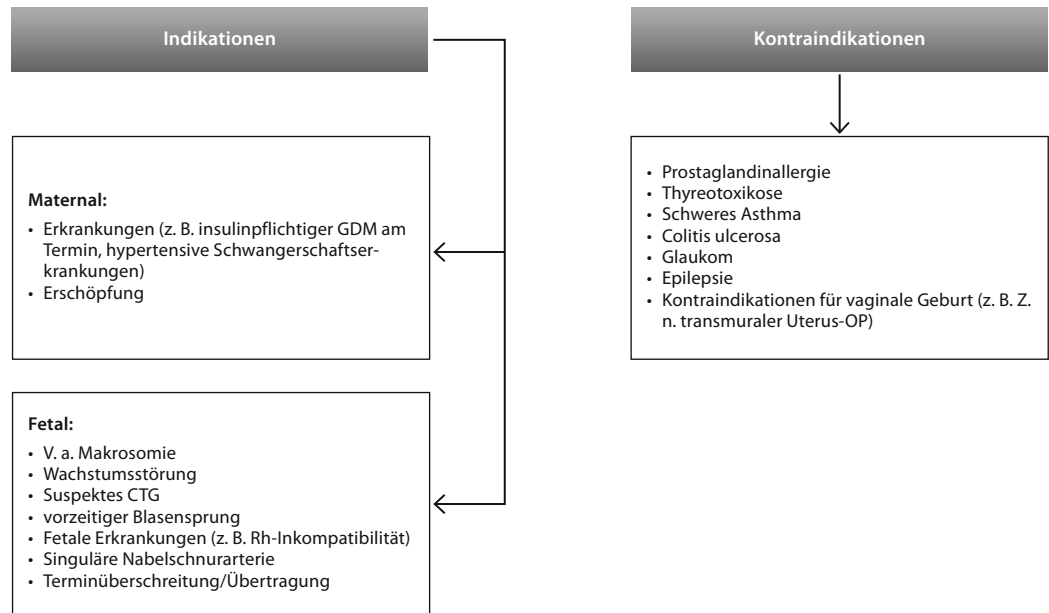 Indikationen
Maternal:
• Erkrankungen (z. B. insulinpflichtiger GDM am
Termin, hypertensive Schwangerschaftser-
krankungen)
• Erschöpfung
Fetal:
• V. a. Makrosomie
• Wachstumsstörung
• Suspektes CTG
• vorzeitiger Blasensprung
• Fetale Erkrankungen (z. B. Rh-Inkompatibilität)
• Singuläre Nabelschnurarterie
• Terminüberschreitung/Übertragung
Kontraindikationen
• Prostaglandinallergie
• Thyreotoxikose
• Schweres Asthma
• Colitis ulcerosa
• Glaukom
• Epilepsie
• Kontraindikationen für vaginale Geburt (z. B. Z.
n. transmuraler Uterus-OP)